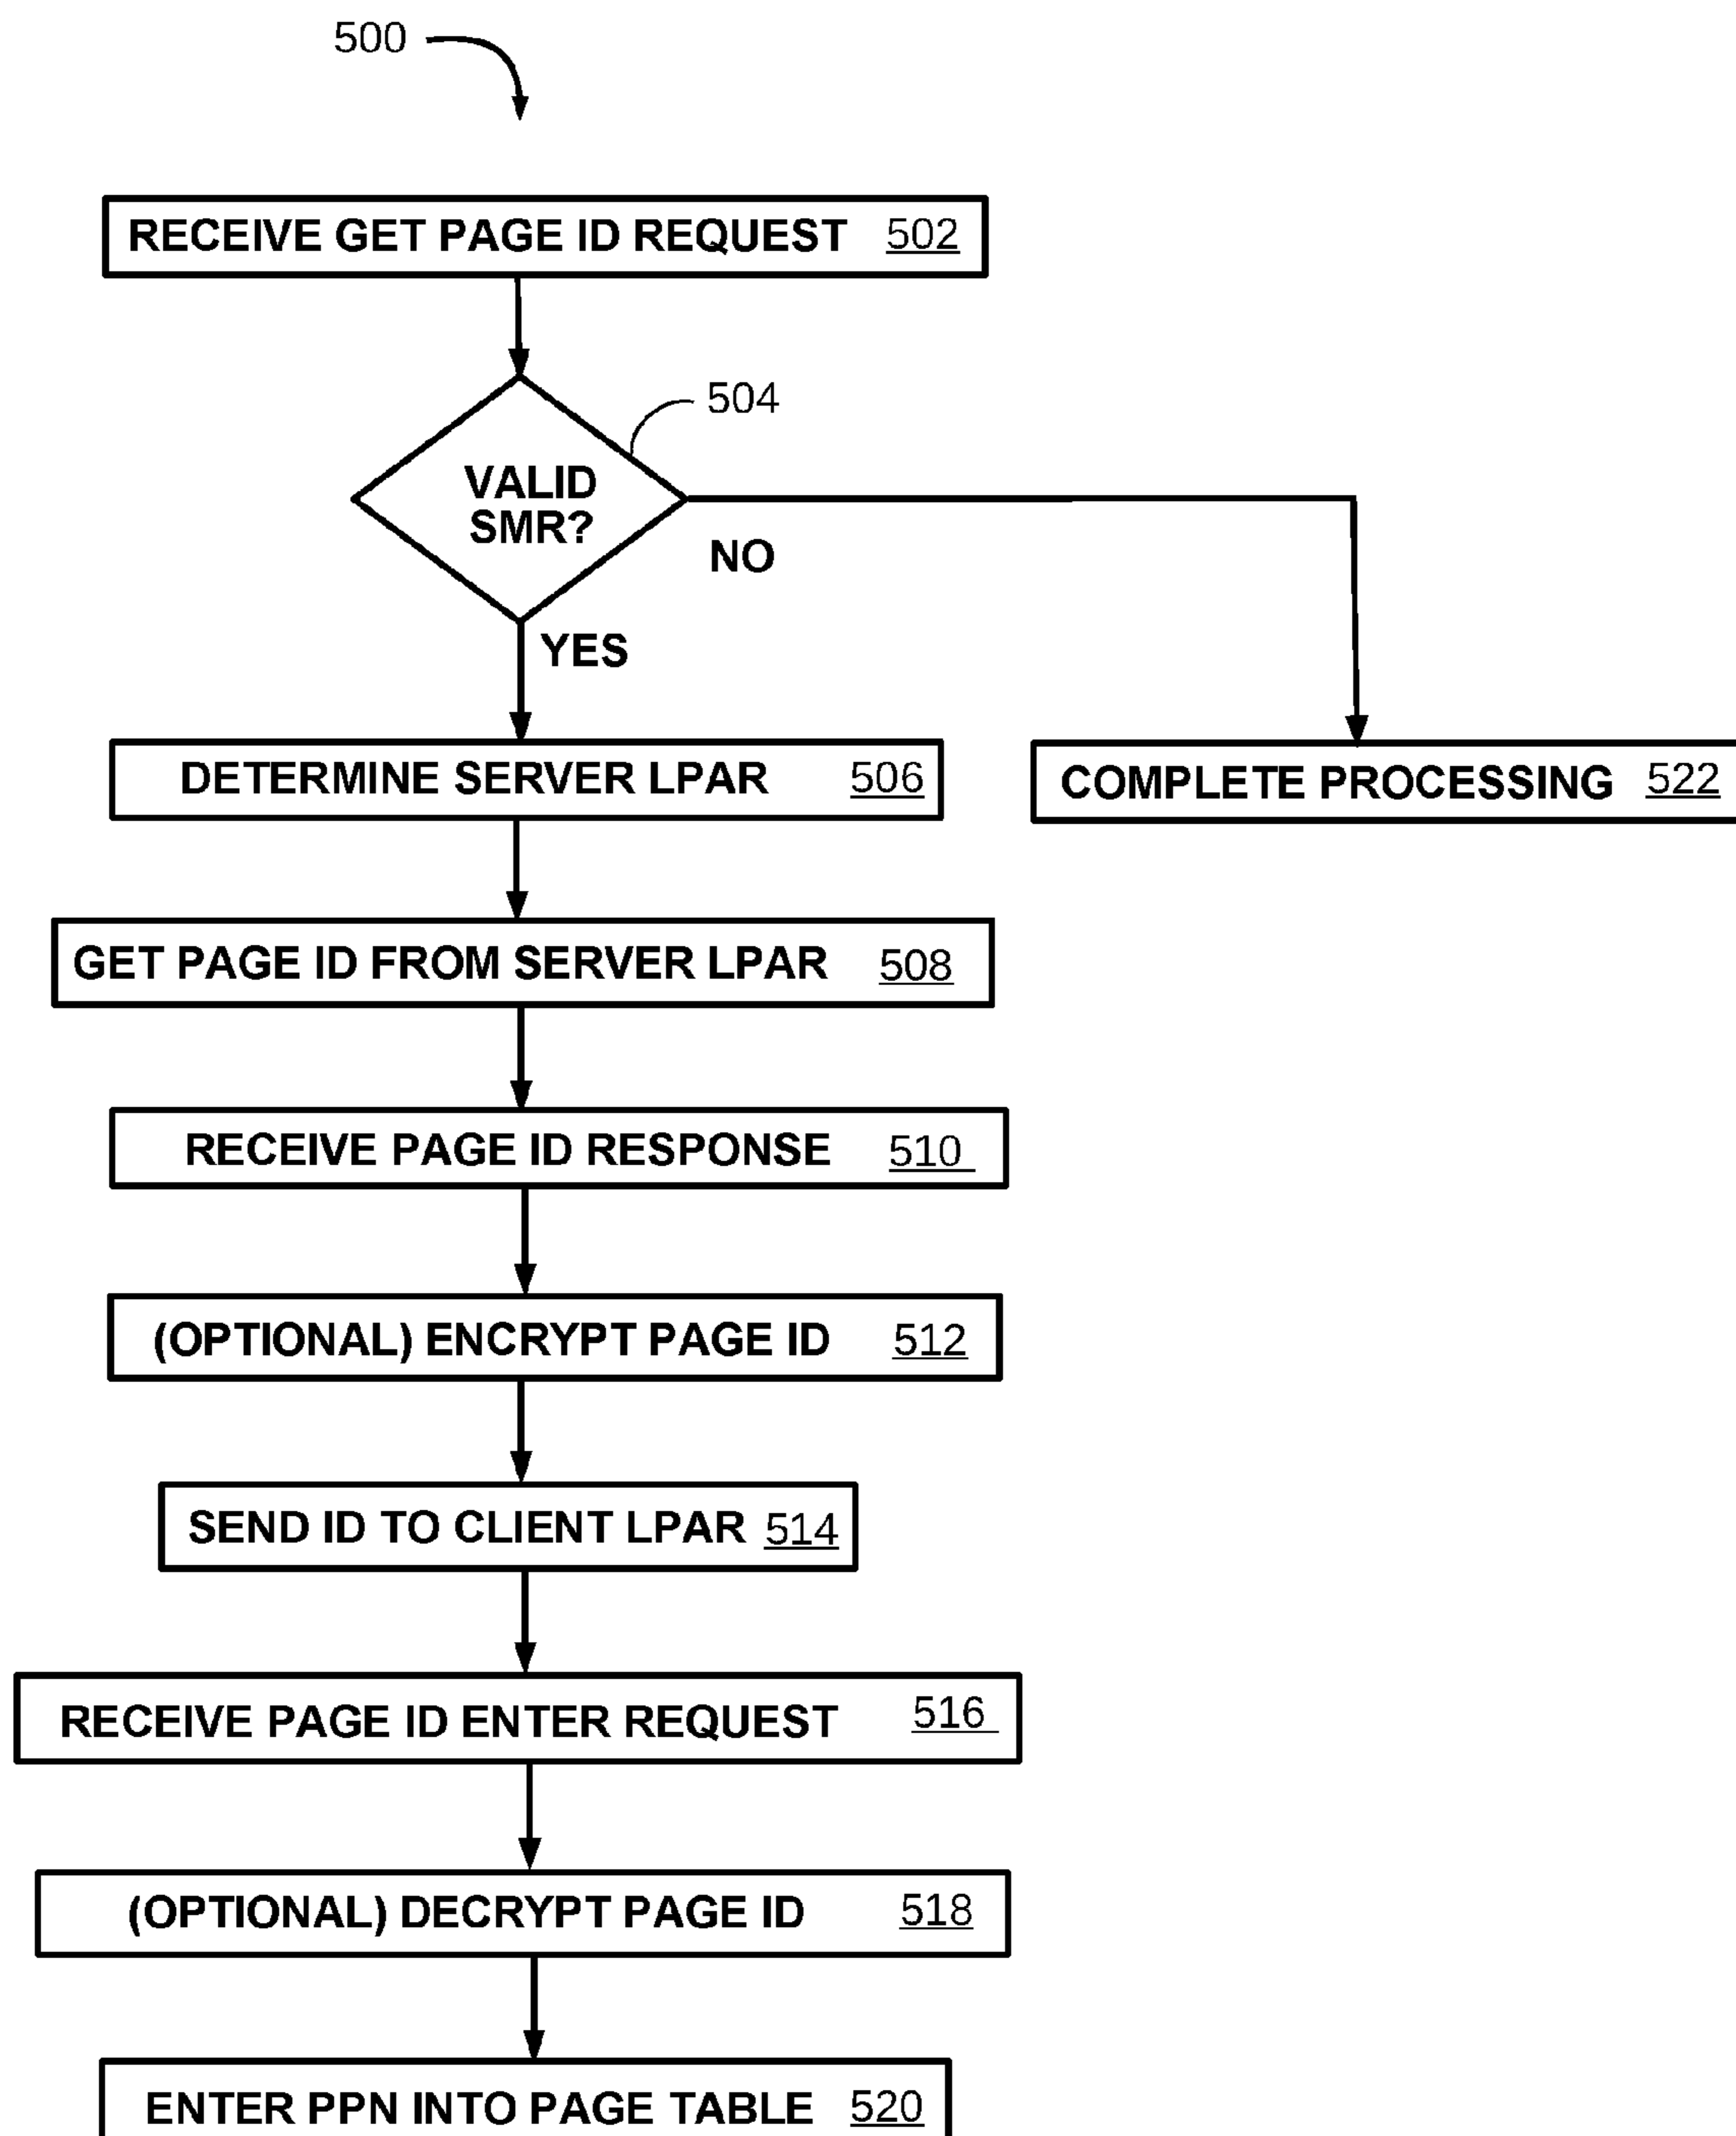 500
RECEIVE GET PAGE ID REQUEST 502
504
VALID
SMR?
NO
YES
DETERMINE SERVER LPAR 506
COMPLETE PROCESSING 522
GET PAGE ID FROM SERVER LPAR 508
RECEIVE PAGE ID RESPONSE 510
(OPTIONAL) ENCRYPT PAGE ID 512
SEND ID TO CLIENT LPAR 514
RECEIVE PAGE ID ENTER REQUEST 516
(OPTIONAL) DECRYPT PAGE ID 518
ENTER PPN INTO PAGE TABLE 520